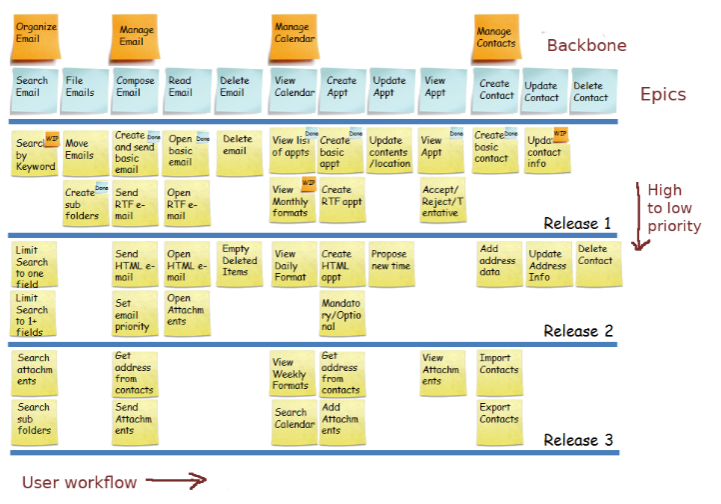 Organize
Email
Manage
Email
Manage
Calendar
Manage
Contacts
Backbone
Search
Email
File
Emails
Compose
Email
Read
Email
Delete
Email
View
Calendar
Create
Appt
Update
Appt
View
Appt
Create
Contact
Update
Contact
Delete
Contact
Epics
Search
by
Keyword
WIP
Move
Emails
Create
and send
basic
email
Done
Open
basic
email
Done
Delete
email
View list
of appts
Done
Create
basic
appt
Done
Update
contents
/location
View
Appt
Done
Create
basic
contact
Done
Update
contact
info
WIP
Create
sub
folders
Done
Send
RTF e-
mail
Open
RTF e-
mail
View
Monthly
formats
WIP
Create
RTF appt
Accept/
Reject/T
entative
High
to low
priority
Release 1
Limit
Search
to one
field
Send
HTML e-
mail
Open
HTML e-
mail
Empty
Deleted
Items
View
Daily
Format
Create
HTML
appt
Propose
new time
Add
address
data
Update
Address
Info
Delete
Contact
Limit
Search
to 1+
fields
Set
email
priority
Open
Attachm
ents
Mandato
ry/Optio
nal
Release 2
Search
attachm
ents
Get
address
from
contacts
View
Weekly
Formats
Get
address
from
contacts
View
Attachm
ents
Import
Contacts
Search
sub
folders
Send
Attachm
ents
Search
Calendar
Add
Attachm
ents
Export
Contacts
Release 3
User workflow